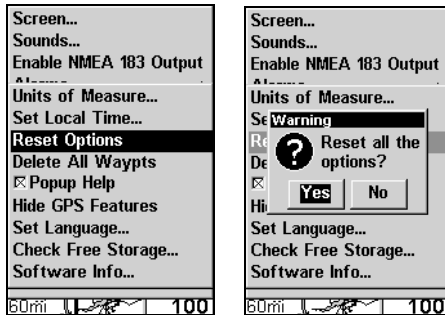 Screen...
Sounds...
Enable NMEA 183 Output
Units of Measure...
Set Local Time...
Reset Options
Delete All Waypts
Popup Help
Hide GPS Features
Set Language...
Check Free Storage...
Software Info...
60mi 100
Screen...
Sounds...
Enable NMEA 183 Output
Units of Measure...
Warning
Reset all the
options?
Yes No
Set Language...
Check Free Storage...
Software Info...
60mi 100